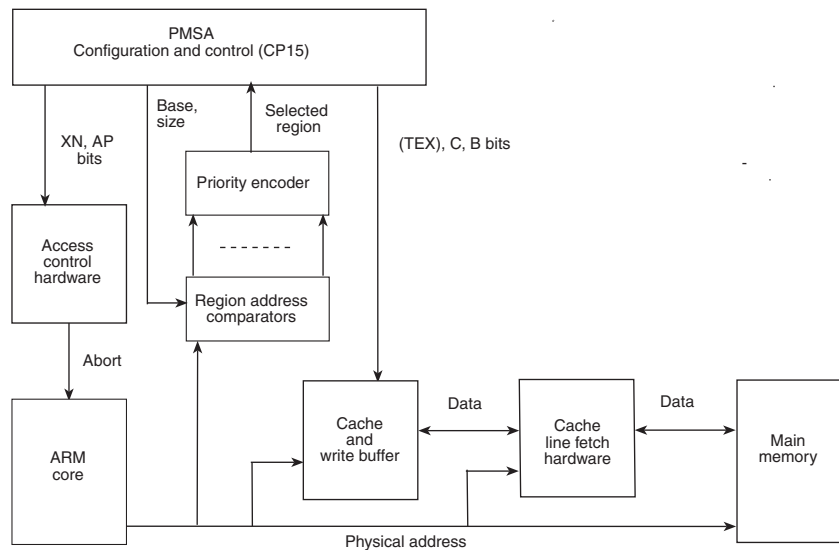 PMSA
Configuration and control (CP15)
Base,
size
Selected
region
XN, AP
bits
(TEX), C, B bits
Priority encoder
Access
control
hardware
Region address
comparators
Abort
Data
Data
Cache
and
write buffer
Cache
line fetch
hardware
Main
memory
ARM
core
Physical address